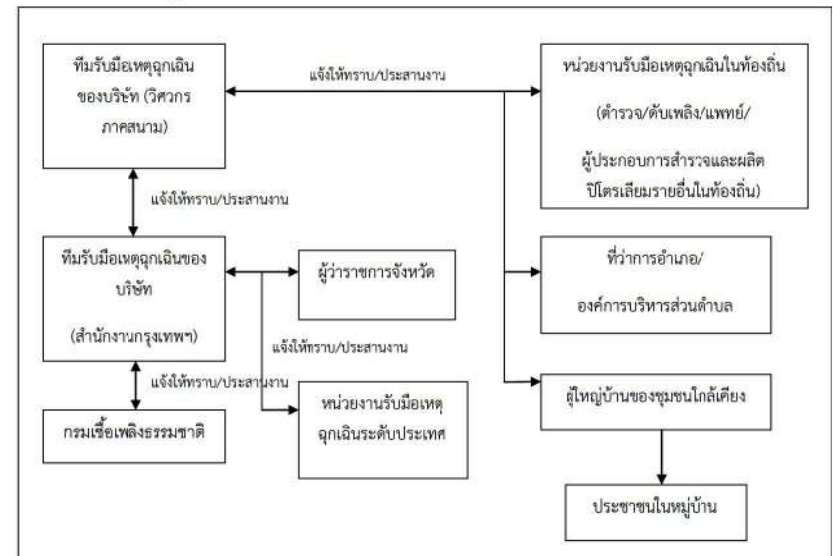 ทีมรับมือเหตุฉุกเฉิน
ของบริษัท (วิศวกร
ภาคสนาม)
แจ้งให้ทราบ/ประสานงาน
หน่วยงานรับมือเหตุฉุกเฉินในท้องถิ่น
(ตำรวจ/ดับเพลิง/แพทย์/
ผู้ประกอบการสำรวจและผลิต
ปิโตรเลียมรายอื่นในท้องถิ่น)
แจ้งให้ทราบ/ประสานงาน
ทีมรับมือเหตุฉุกเฉินของ
บริษัท
(สำนักงานกรุงเทพฯ)
ผู้ว่าราชการจังหวัด
ที่ว่าการอำเภอ/
องค์การบริหารส่วนตำบล
แจ้งให้ทราบ/ประสานงาน
แจ้งให้ทราบ/ประสานงาน
หน่วยงานรับมือเหตุ
ฉุกเฉินระดับประเทศ
ผู้ใหญ่บ้านของชุมชนใกล้เคียง
กรมเชื้อเพลิงธรรมชาติ
ประชาชนในหมู่บ้าน